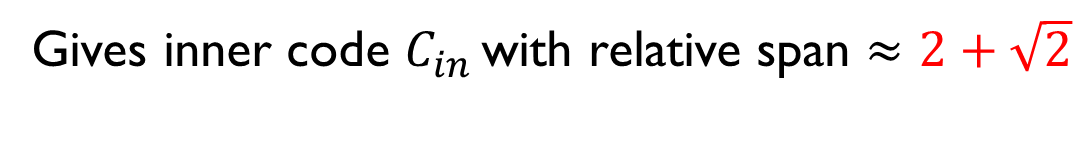 Gives inner code C_in with relative span ≈ 2 + √2